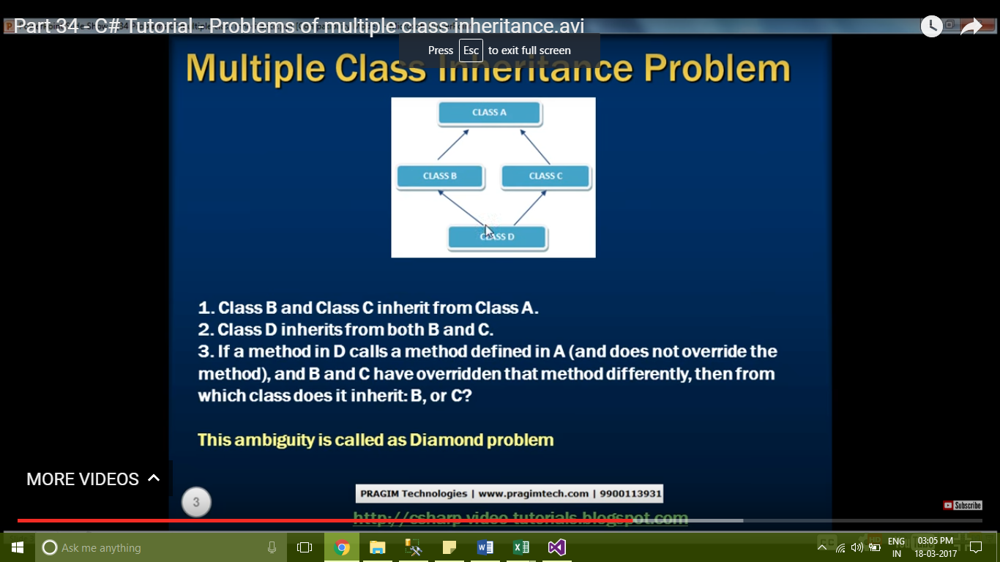 Part 34 - C# Tutorial - Problems of multiple class inheritance.avi
Press Esc to exit full screen
Multiple Class Inheritance Problem
CLASS A
CLASS B
CLASS C
CLASS D
1. Class B and Class C inherit from Class A.
2. Class D inherits from both B and C.
3. If a method in D calls a method defined in A (and does not override the
method), and B and C have overridden that method differently, then from
which class does it inherit: B, or C?
This ambiguity is called as Diamond problem
MORE VIDEOS
3
PRAGIM Technologies | www.pragimtech.com | 9900113931
Subscribe
http://csharp-video-tutorials.blogspot.com
Ask me anything
ENG
IN
03:05 PM
18-03-2017